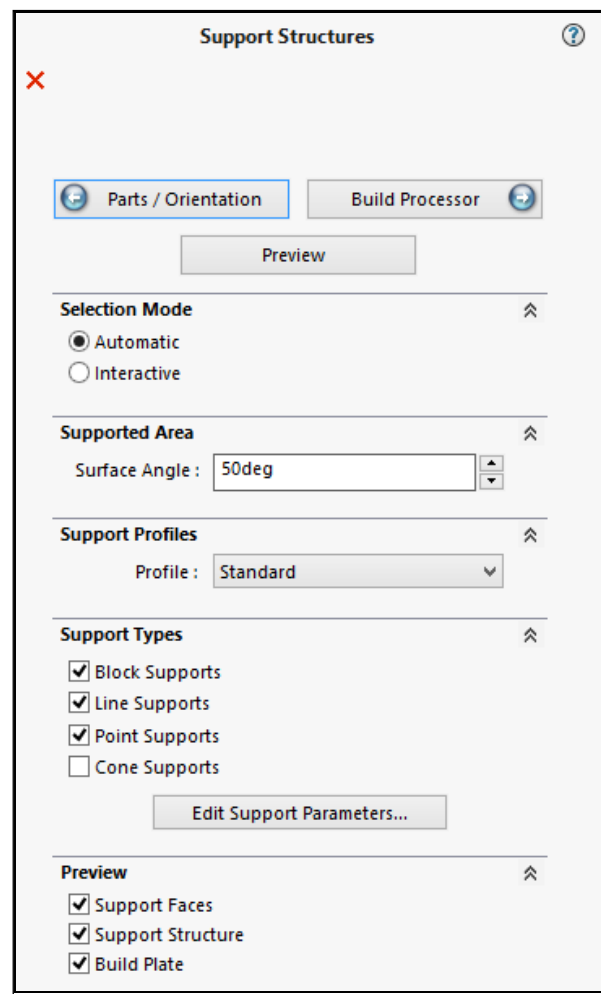 Support Structures
Parts / Orientation
Build Processor
Preview
Selection Mode
Automatic
Interactive
Supported Area
Surface Angle : 50deg
Support Profiles
Profile : Standard
Support Types
Block Supports
Line Supports
Point Supports
Cone Supports
Edit Support Parameters...
Preview
Support Faces
Support Structure
Build Plate